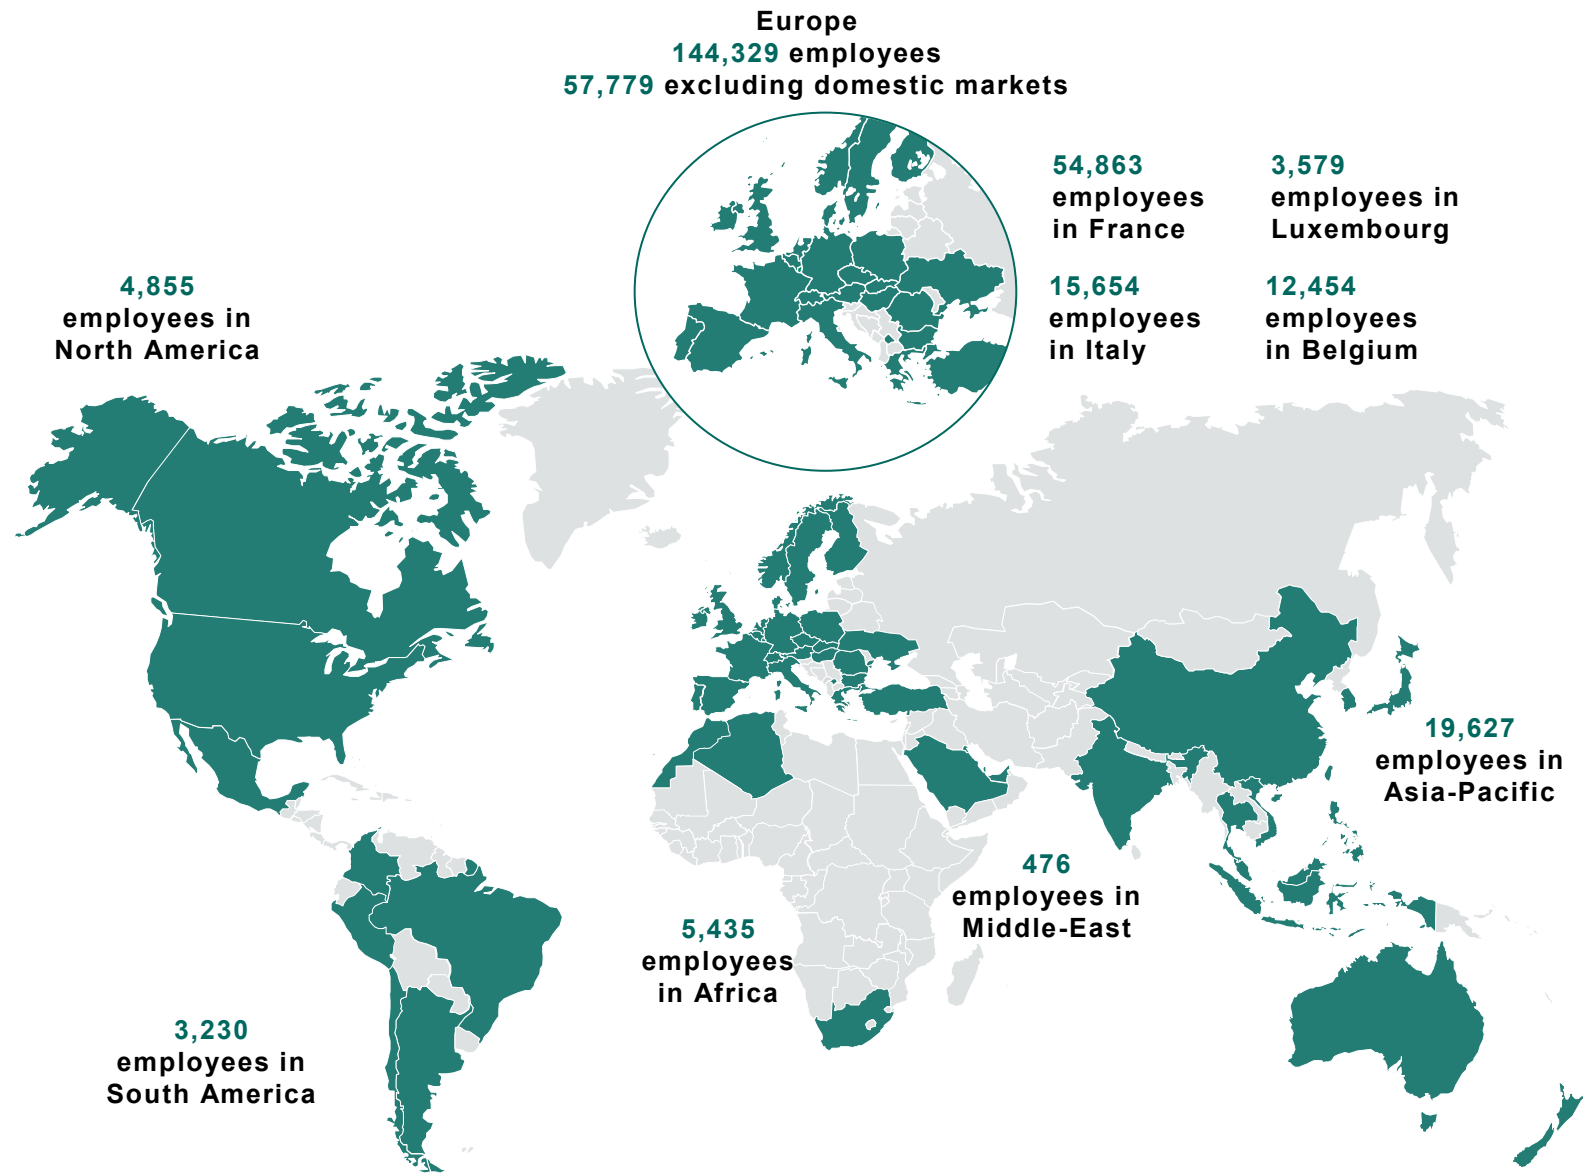 Europe
144,329 employees
57,779 excluding domestic markets
54,863
employees
in France
3,579
employees in
Luxembourg
15,654
employees
in Italy
12,454
employees
in Belgium
4,855
employees in
North America
19,627
employees in
Asia-Pacific
476
employees in
Middle-East
5,435
employees
in Africa
3,230
employees in
South America